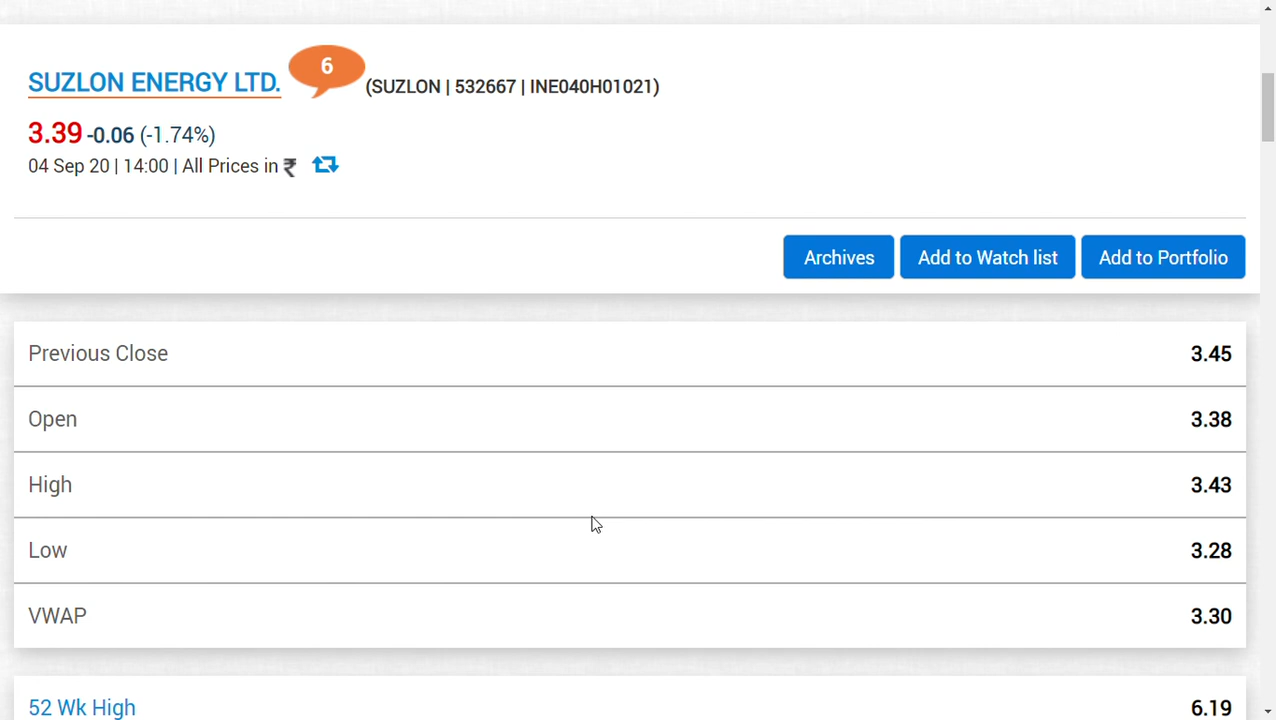 SUZLON ENERGY LTD. 6 (SUZLON | 532667 | INE040H01021)
3.39 -0.06 (-1.74%)
04 Sep 20 | 14:00 | All Prices in ₹
Archives Add to Watch list Add to Portfolio
Previous Close 3.45
Open 3.38
High 3.43
Low 3.28
VWAP 3.30
52 Wk High 6.19